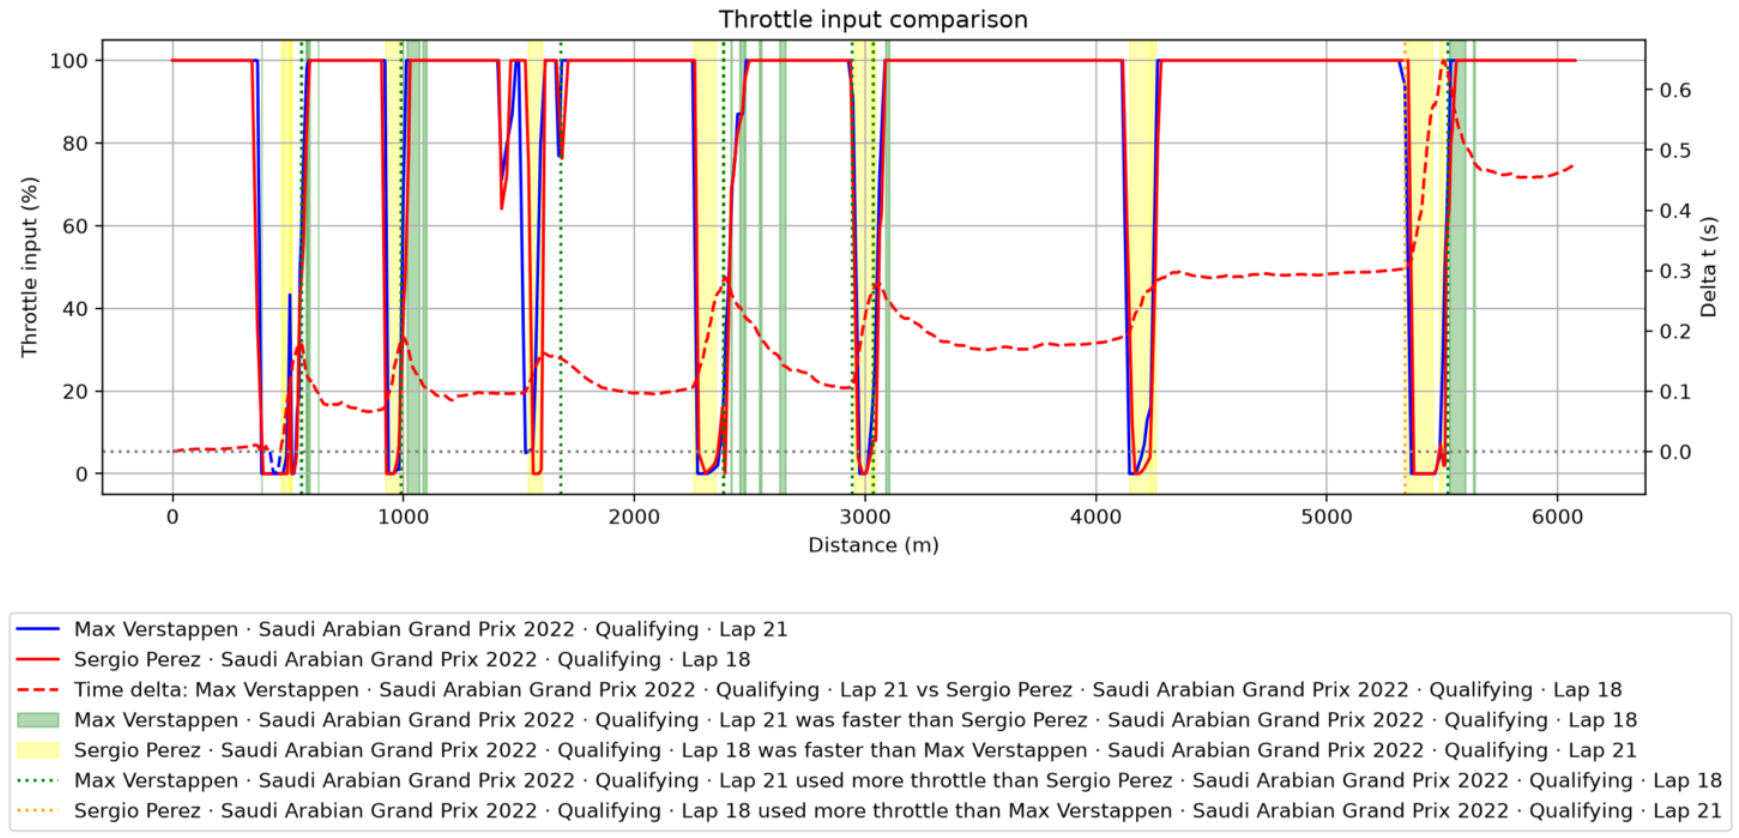 Throttle input comparison
100
80
60
40
20
0
Throttle input (%)
0.6
0.5
0.4
0.3
0.2
0.1
0.0
Delta t (s)
0 1000 2000 3000 4000 5000 6000
Distance (m)
Max Verstappen · Saudi Arabian Grand Prix 2022 · Qualifying · Lap 21
Sergio Perez · Saudi Arabian Grand Prix 2022 · Qualifying · Lap 18
Time delta: Max Verstappen · Saudi Arabian Grand Prix 2022 · Qualifying · Lap 21 vs Sergio Perez · Saudi Arabian Grand Prix 2022 · Qualifying · Lap 18
Max Verstappen · Saudi Arabian Grand Prix 2022 · Qualifying · Lap 21 was faster than Sergio Perez · Saudi Arabian Grand Prix 2022 · Qualifying · Lap 18
Sergio Perez · Saudi Arabian Grand Prix 2022 · Qualifying · Lap 18 was faster than Max Verstappen · Saudi Arabian Grand Prix 2022 · Qualifying · Lap 21
Max Verstappen · Saudi Arabian Grand Prix 2022 · Qualifying · Lap 21 used more throttle than Sergio Perez · Saudi Arabian Grand Prix 2022 · Qualifying · Lap 18
Sergio Perez · Saudi Arabian Grand Prix 2022 · Qualifying · Lap 18 used more throttle than Max Verstappen · Saudi Arabian Grand Prix 2022 · Qualifying · Lap 21